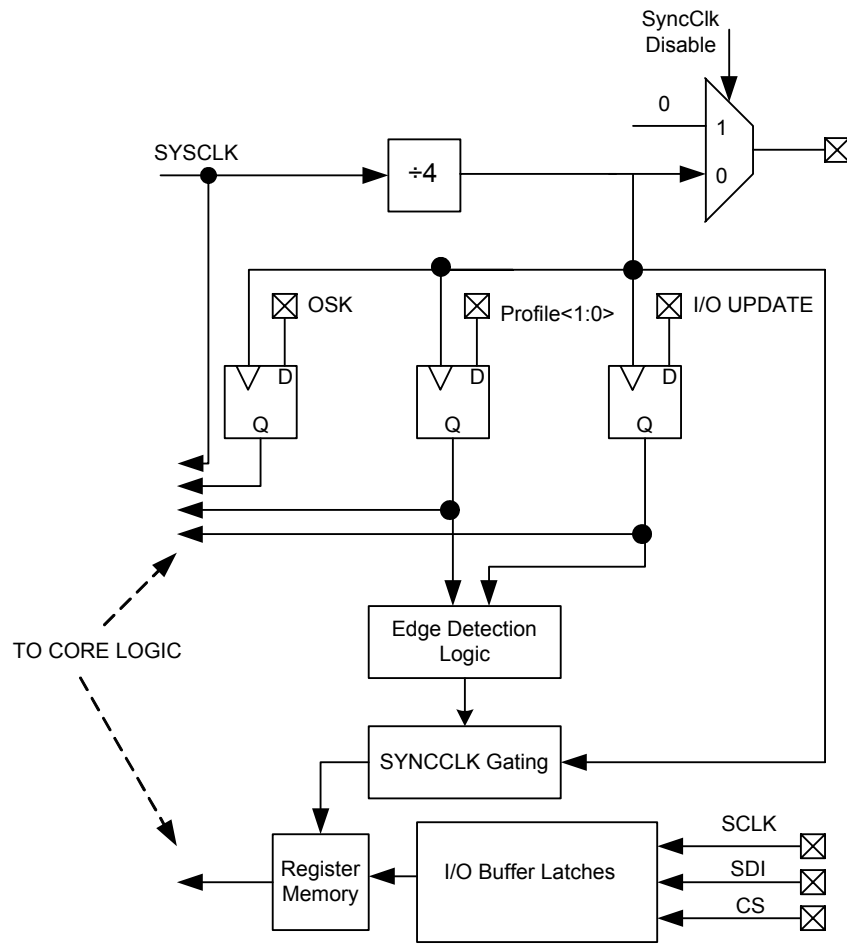 SyncClk
Disable
0
1
SYSCLK
÷4
0
OSK
Profile<1:0>
I/O UPDATE
D
D
D
Q
Q
Q
Edge Detection
Logic
TO CORE LOGIC
SYNCCLK Gating
SCLK
Register
Memory
I/O Buffer Latches
SDI
CS